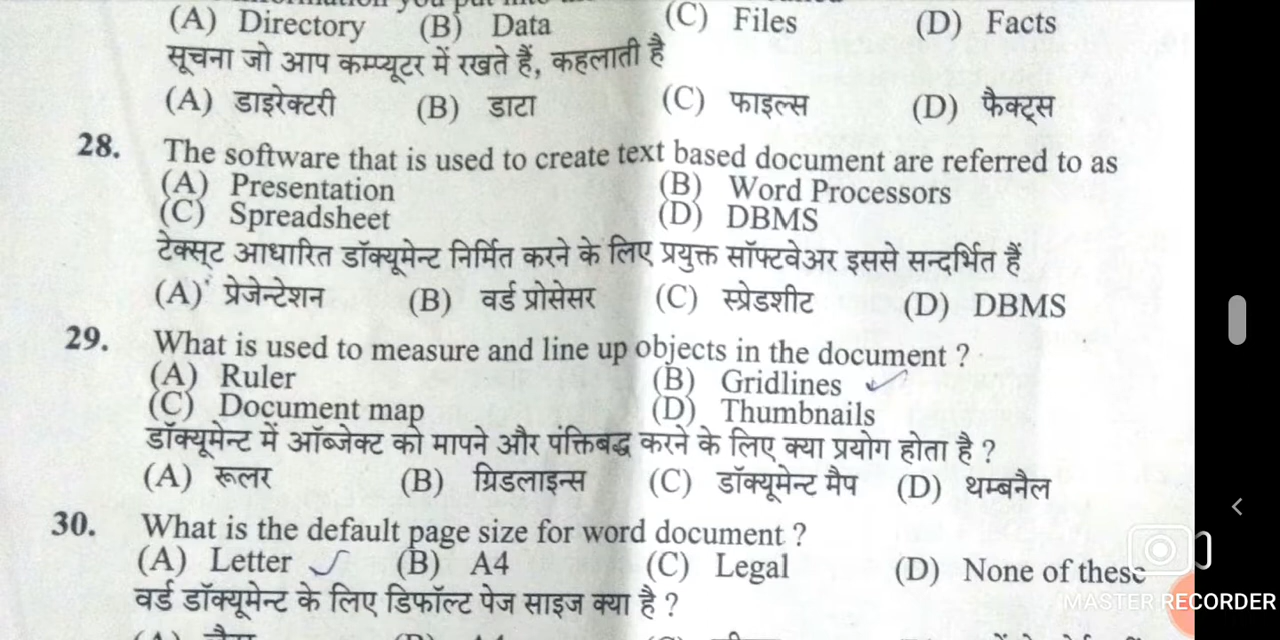 (A) Directory (B) Data (C) Files (D) Facts
सूचना जो आप कम्प्यूटर में रखते हैं, कहलाती है
(A) डाइरेक्टरी (B) डाटा (C) फाइल्स (D) फैक्ट्स
28. The software that is used to create text based document are referred to as
(A) Presentation (B) Word Processors
(C) Spreadsheet (D) DBMS
टेक्स्ट आधारित डॉक्यूमेन्ट निर्मित करने के लिए प्रयुक्त सॉफ्टवेअर इससे सन्दर्भित हैं
(A) प्रेजेन्टेशन (B) वर्ड प्रोसेसर (C) स्प्रेडशीट (D) DBMS
29. What is used to measure and line up objects in the document ?
(A) Ruler (B) Gridlines
(C) Document map (D) Thumbnails
डॉक्यूमेन्ट में ऑब्जेक्ट को मापने और पंक्तिबद्ध करने के लिए क्या प्रयोग होता है ?
(A) रूलर (B) ग्रिडलाइन्स (C) डॉक्यूमेन्ट मैप (D) थम्बनैल
30. What is the default page size for word document ?
(A) Letter (B) A4 (C) Legal (D) None of these
वर्ड डॉक्यूमेन्ट के लिए डिफॉल्ट पेज साइज क्या है ?
MASTER RECORDER